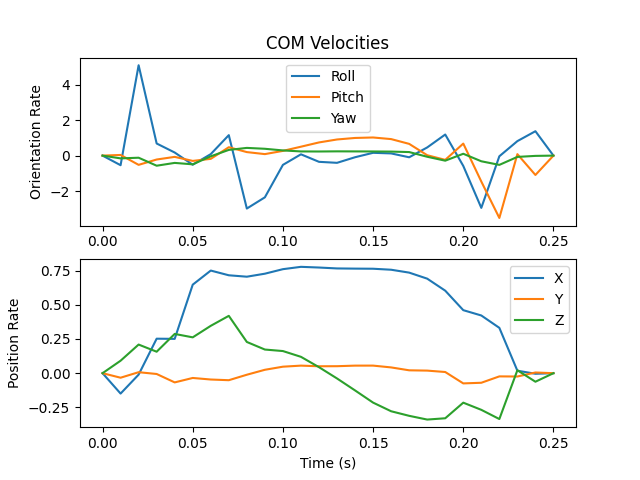 COM Velocities
Orientation Rate
4
2
0
−2
Roll
Pitch
Yaw
0.00 0.05 0.10 0.15 0.20 0.25
Position Rate
0.75
0.50
0.25
0.00
−0.25
X
Y
Z
0.00 0.05 0.10 0.15 0.20 0.25
Time (s)